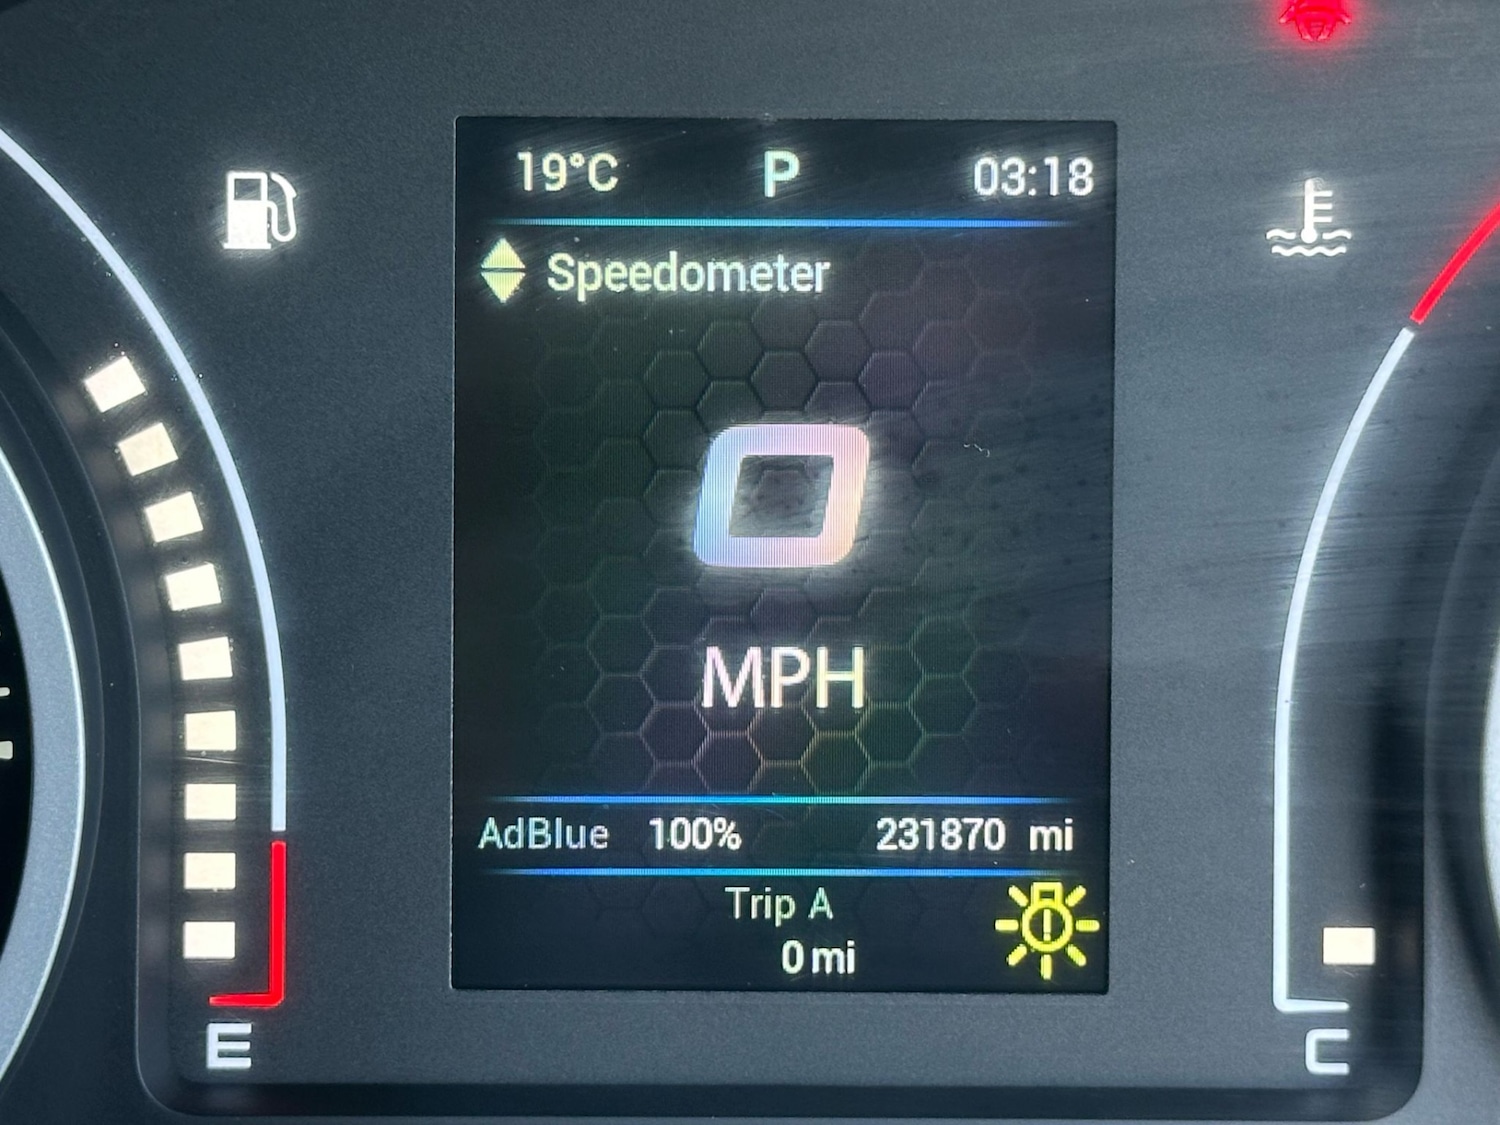 19°C P 03:18
Speedometer
0
MPH
AdBlue 100% 231870 mi
Trip A
0 mi
E
C